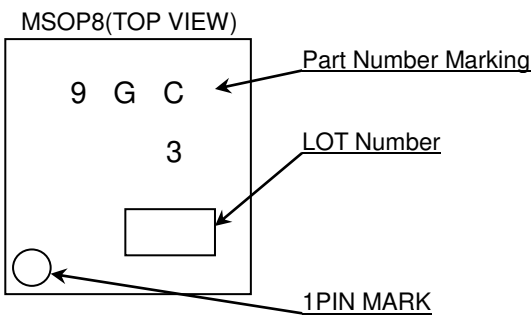 MSOP8(TOP VIEW)
Part Number Marking
9 G C
3
LOT Number
1PIN MARK